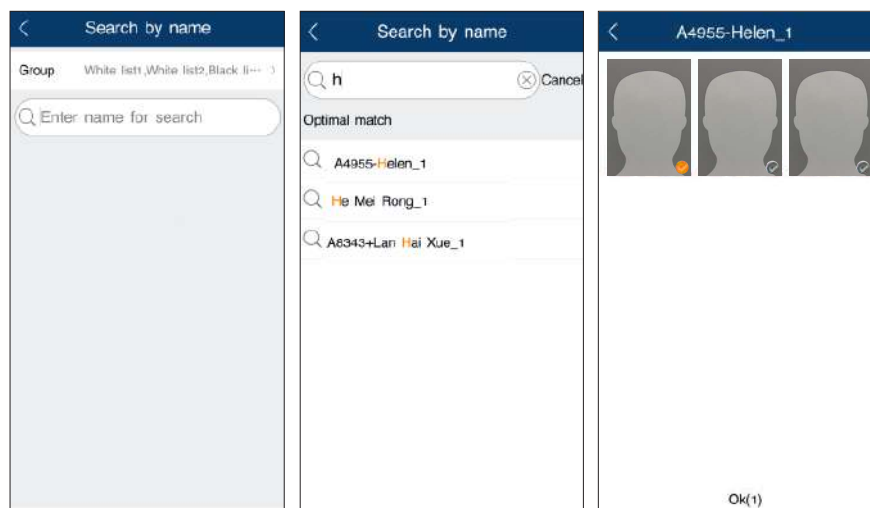 Search by name
Group White list1,White list2,Black li···
Enter name for search
Search by name
h Cancel
Optimal match
A4955-Helen_1
He Mei Rong_1
A8343+Lan Hai Xue_1
A4955-Helen_1
Ok(1)